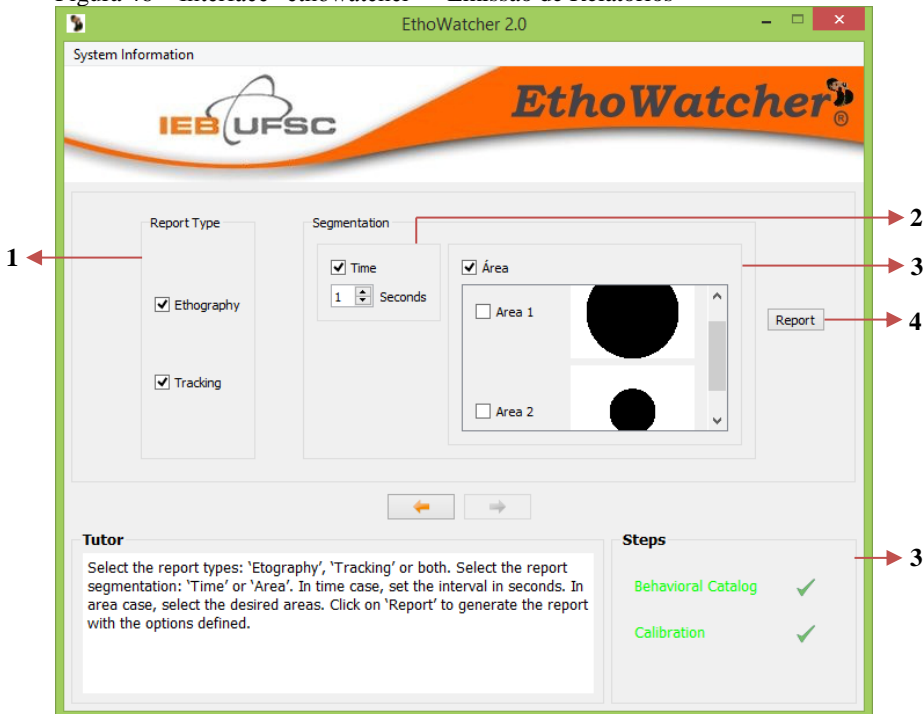 EthoWatcher 2.0
System Information
IEB UFSC
EthoWatcher ®
Report Type
Segmentation
2
1
Time
Área
3
1 Seconds
Ethography
Area 1
Report
4
Tracking
Area 2
Tutor
Steps
3
Select the report types: ‘Etography’, ‘Tracking’ or both. Select the report
segmentation: ‘Time’ or ‘Area’. In time case, set the interval in seconds. In
area case, select the desired areas. Click on ‘Report’ to generate the report
with the options defined.
Behavioral Catalog
Calibration